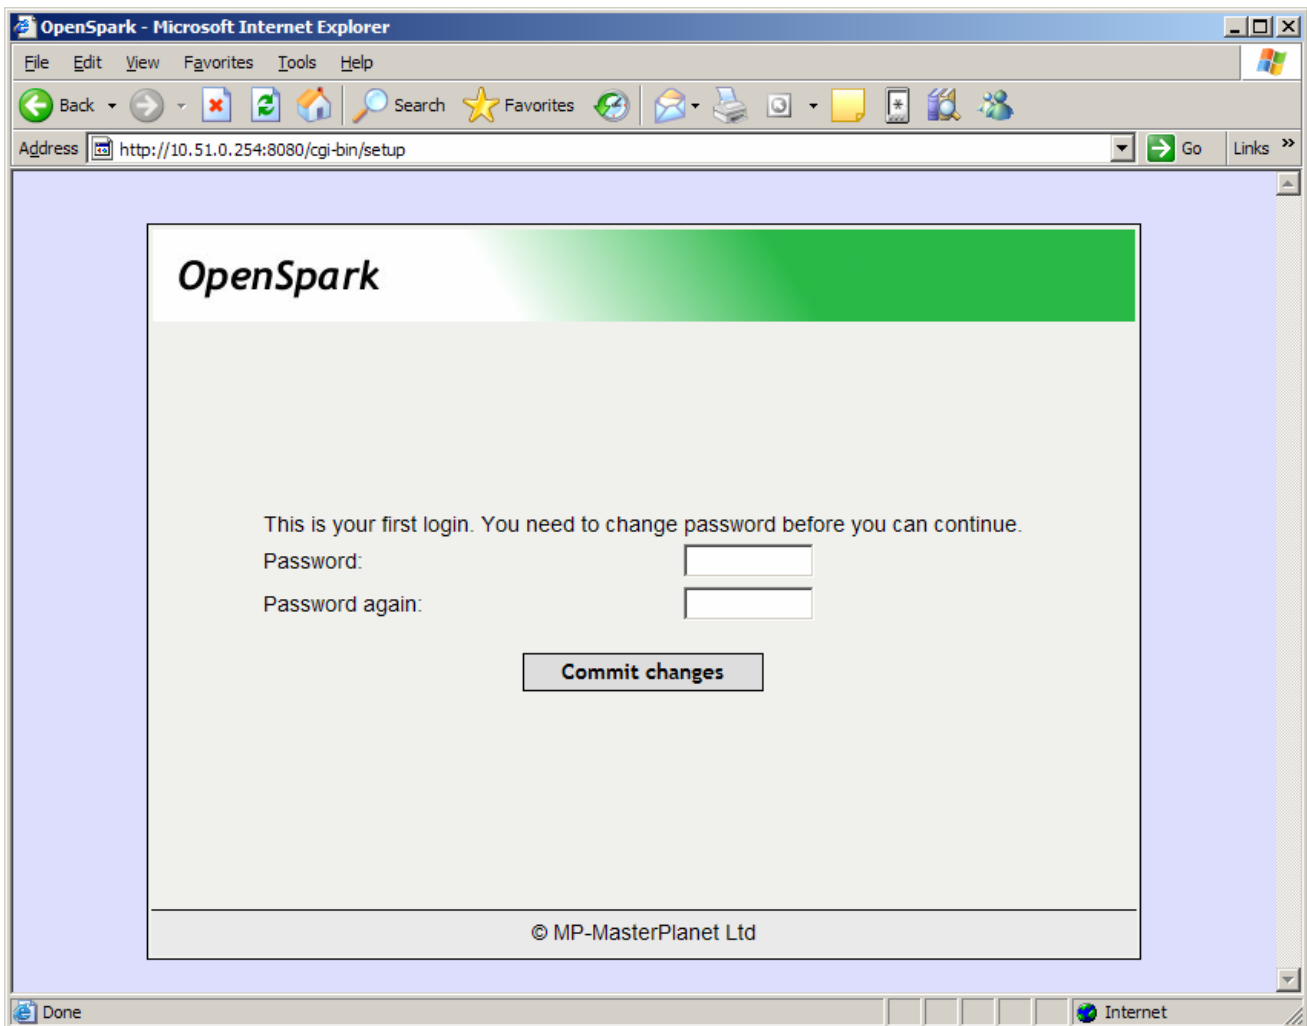 OpenSpark - Microsoft Internet Explorer
File Edit View Favorites Tools Help
Back Search Favorites
Address http://10.51.0.254:8080/cgi-bin/setup Go Links »
OpenSpark
This is your first login. You need to change password before you can continue.
Password:
Password again:
Commit changes
© MP-MasterPlanet Ltd
Done Internet